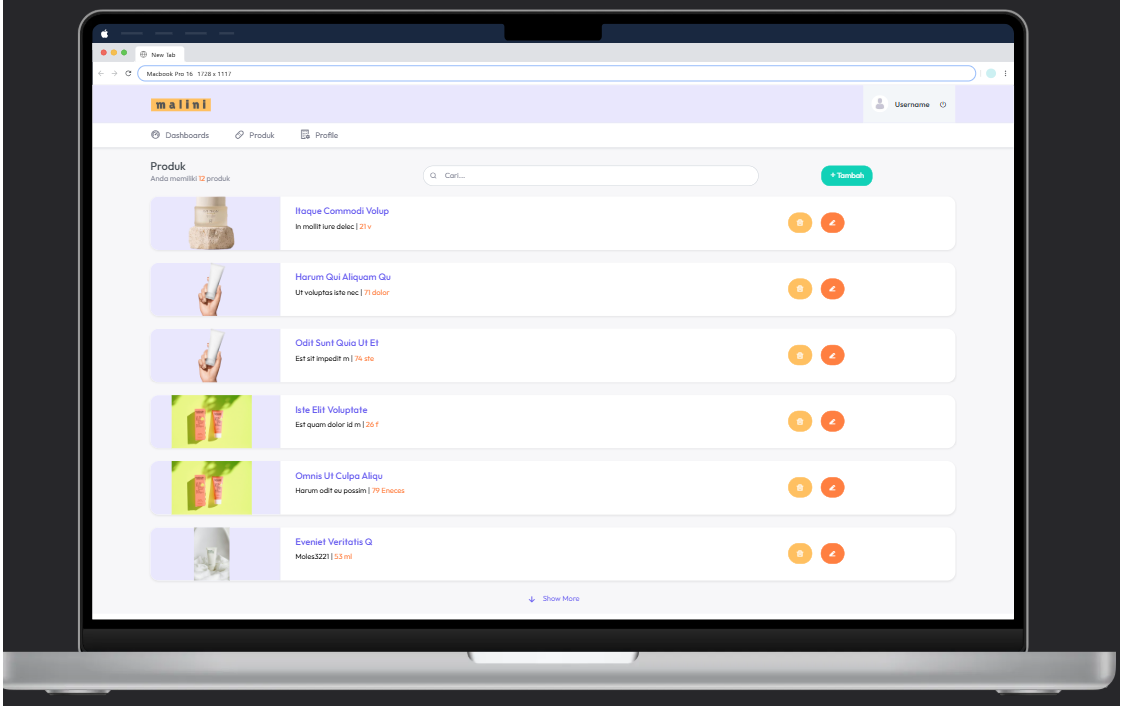 New Tab
Macbook Pro 16 1728 x 1117
malini
Username
Dashboards Produk Profile
Produk
Anda memiliki 12 produk
Cari...
+ Tambah
Itaque Commodi Volup
In mollit iure delec | 21 v
Harum Qui Aliquam Qu
Ut voluptas iste nec | 71 dolor
Odit Sunt Quia Ut Et
Est sit impedit m | 74 ste
Iste Elit Voluptate
Est quam dolor id m | 26 f
Omnis Ut Culpa Aliqu
Harum odit eu possim | 79 Eneces
Eveniet Veritatis Q
Moles3221 | 53 ml
Show More